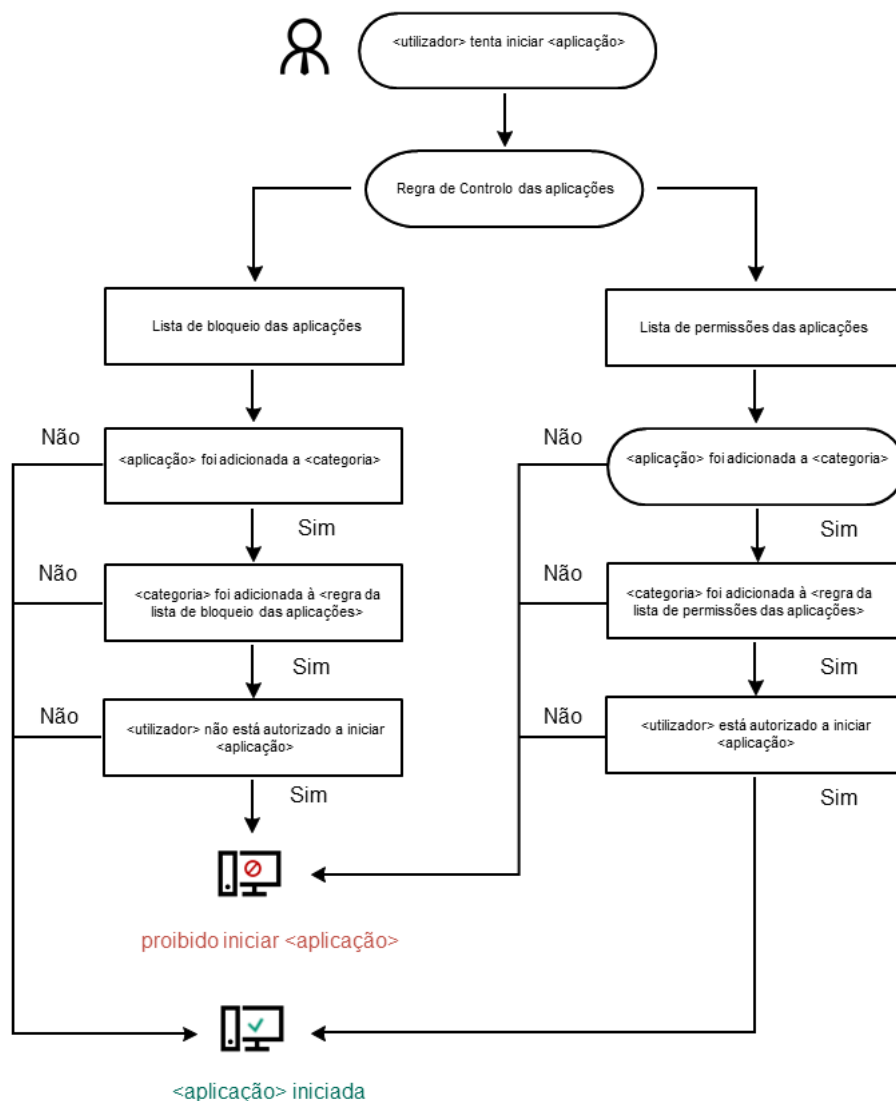 <utilizador> tenta iniciar <aplicação>
Regra de Controlo das aplicações
Lista de bloqueio das aplicações
Lista de permissões das aplicações
Não
<aplicação> foi adicionada a <categoria>
Não
<aplicação> foi adicionada a <categoria>
Sim
Sim
Não
<categoria> foi adicionada à <regra da
lista de bloqueio das aplicações>
Não
<categoria> foi adicionada à <regra da
lista de permissões das aplicações>
Sim
Sim
Não
<utilizador> não está autorizado a iniciar
<aplicação>
Não
<utilizador> está autorizado a iniciar
<aplicação>
Sim
Sim
proibido iniciar <aplicação>
<aplicação> iniciada